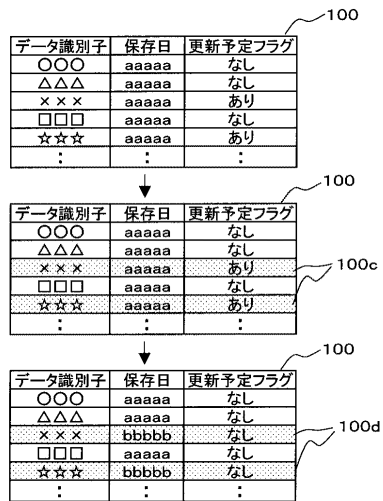 100
データ識別子 保存日 更新予定フラグ
○○○ aaaaa なし
△△△ aaaaa なし
××× aaaaa あり
□□□ aaaaa なし
☆☆☆ aaaaa あり
: : :
100
データ識別子 保存日 更新予定フラグ
○○○ aaaaa なし
△△△ aaaaa なし
××× aaaaa あり
100c
□□□ aaaaa なし
☆☆☆ aaaaa あり
: : :
100
データ識別子 保存日 更新予定フラグ
○○○ aaaaa なし
△△△ aaaaa なし
××× bbbbb なし
100d
□□□ aaaaa なし
☆☆☆ bbbbb なし
: : :